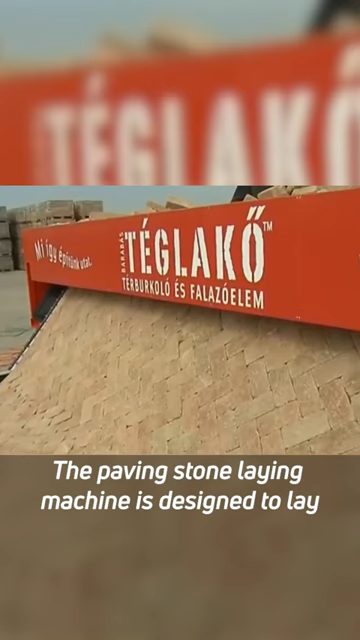 TÉGLAKŐ
Mi így építünk utat.
BARABÁS
TÉGLAKŐ™
TÉRBURKOLÓ ÉS FALAZÓELEM
The paving stone laying
machine is designed to lay